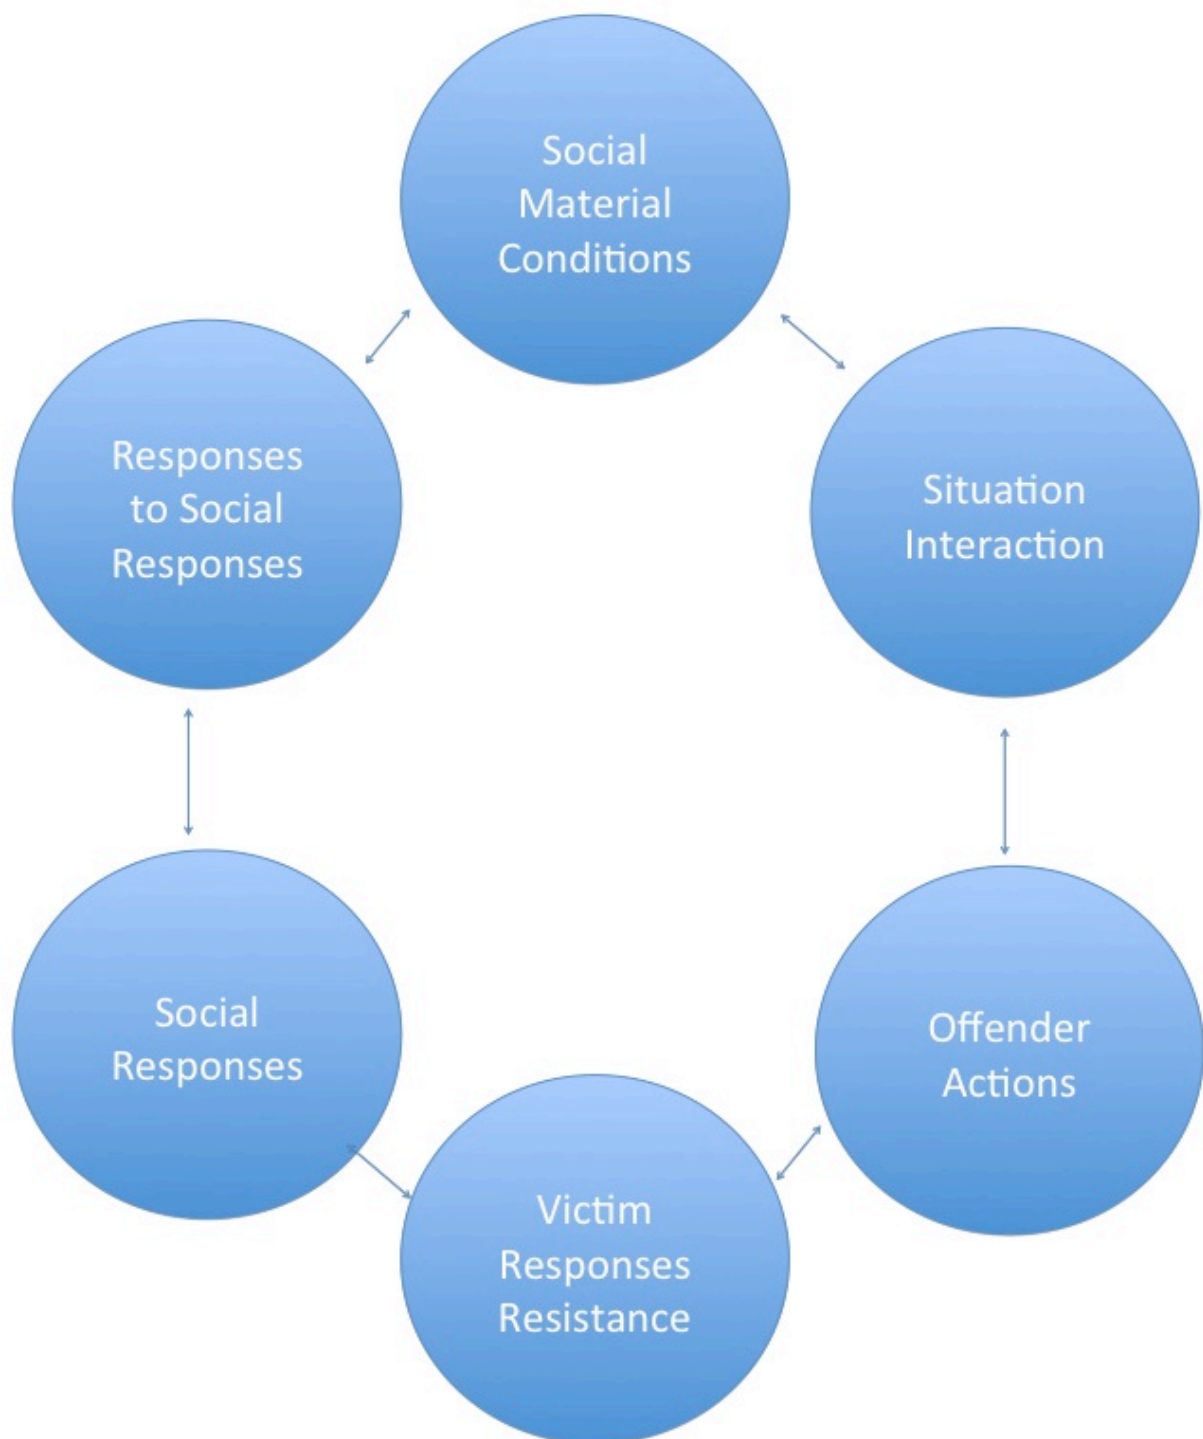 Social
Material
Conditions
Situation
Interaction
Offender
Actions
Victim
Responses
Resistance
Social
Responses
Responses
to Social
Responses